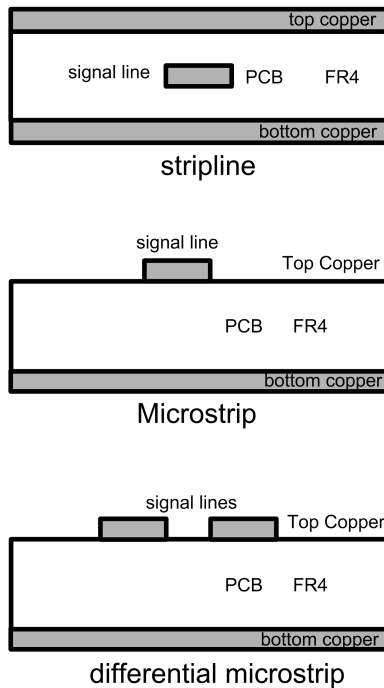 top copper
signal line
PCB FR4
bottom copper
stripline
signal line
Top Copper
PCB FR4
bottom copper
Microstrip
signal lines
Top Copper
PCB FR4
bottom copper
differential microstrip